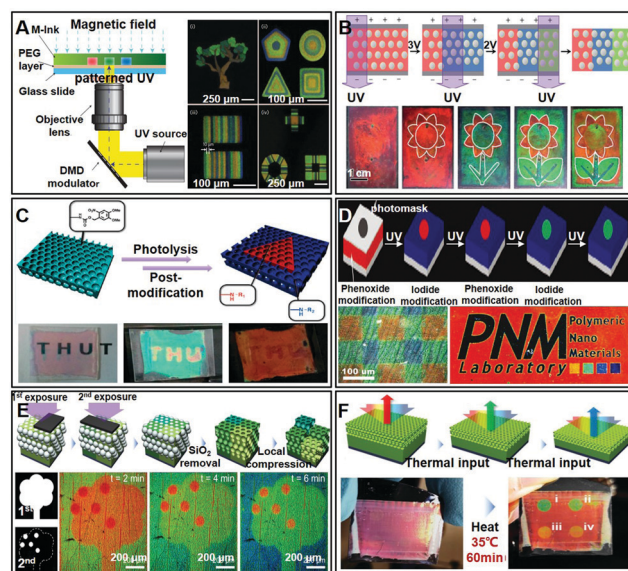 A
Magnetic field
M-Ink
PEG
layer
patterned UV
Glass slide
Objective
lens
UV source
DMD
modulator
(i)
(ii)
250 μm
100 μm
(iii)
(iv)
100 μm
250 μm
B
+ + + + + + + +
3V
2V
UV
UV
UV
1 cm
C
Photolysis
Post-
modification
T H U T
THU
D
photomask
UV
UV
UV
UV
Phenoxide
modification
Iodide
modification
Phenoxide
modification
Iodide
modification
100 um
PNM
Laboratory
Polymeric
Nano
Materials
E
1st exposure
2nd exposure
SiO2
removal
Local
compression
1st
2nd
t = 2 min
t = 4 min
t = 6 min
200 μm
200 μm
200 μm
F
Thermal input
Thermal input
Heat
35℃
60min
i
ii
iii
iv